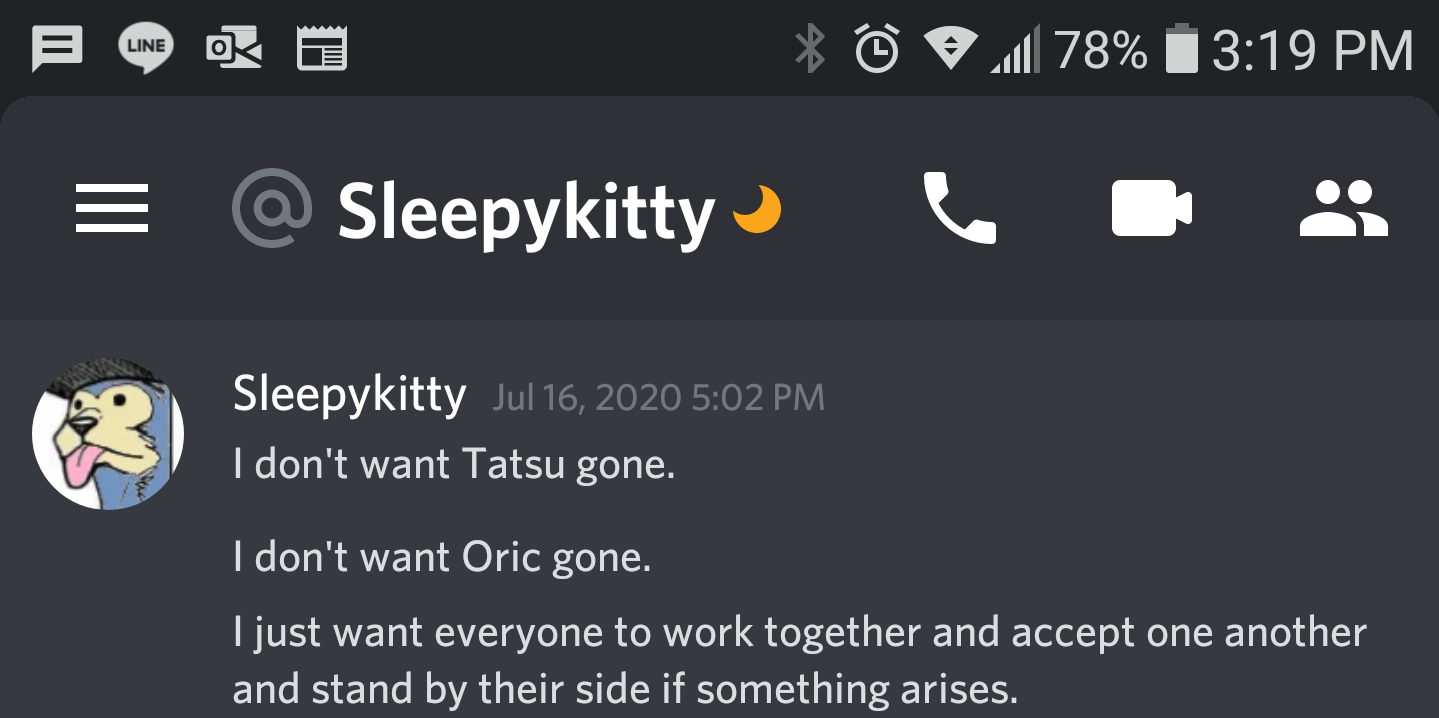 LINE
78% 3:19 PM
@ Sleepykitty
Sleepykitty Jul 16, 2020 5:02 PM
I don't want Tatsu gone.
I don't want Oric gone.
I just want everyone to work together and accept one another
and stand by their side if something arises.